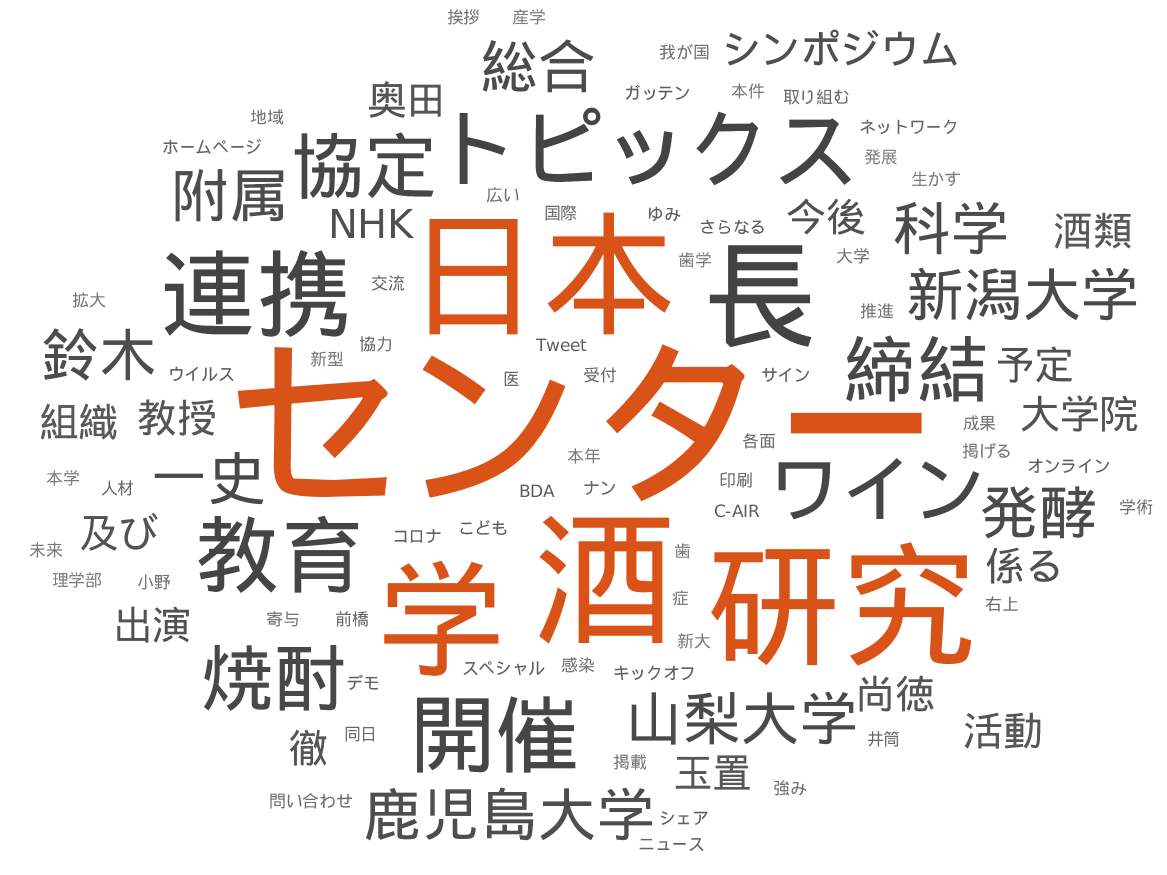 挨拶 産学
総合 我が国 シンポジウム
奥田 ガッテン 本件 取り組む
地域 トピックス ネットワーク
ホームページ 協定 発展
附属 広い 生かす
NHK 国際 ゆみ さらなる 今後 科学 酒類
連携 交流 日本 歯学 長 大学
拡大 推進 新潟大学
鈴木 新型 協力 Tweet 締結 予定
ウイルス 医 受付 サイン
組織 教授 センター 成果 大学院
各面 掲げる
本学 人材 一史 本年 印刷 ワイン オンライン
BDA ナン C-AIR 発酵 学術
及び 教育 コロナ こども
未来 酒 歯 研究 係る
理学部 小野 学 症 右上
出演 寄与 前橋 新大
焼酎 デモ スペシャル 感染 キックオフ
尚徳
開催 山梨大学 活動
徹 同日 井筒
掲載 玉置 強み
問い合わせ 鹿児島大学 シェア
ニュース